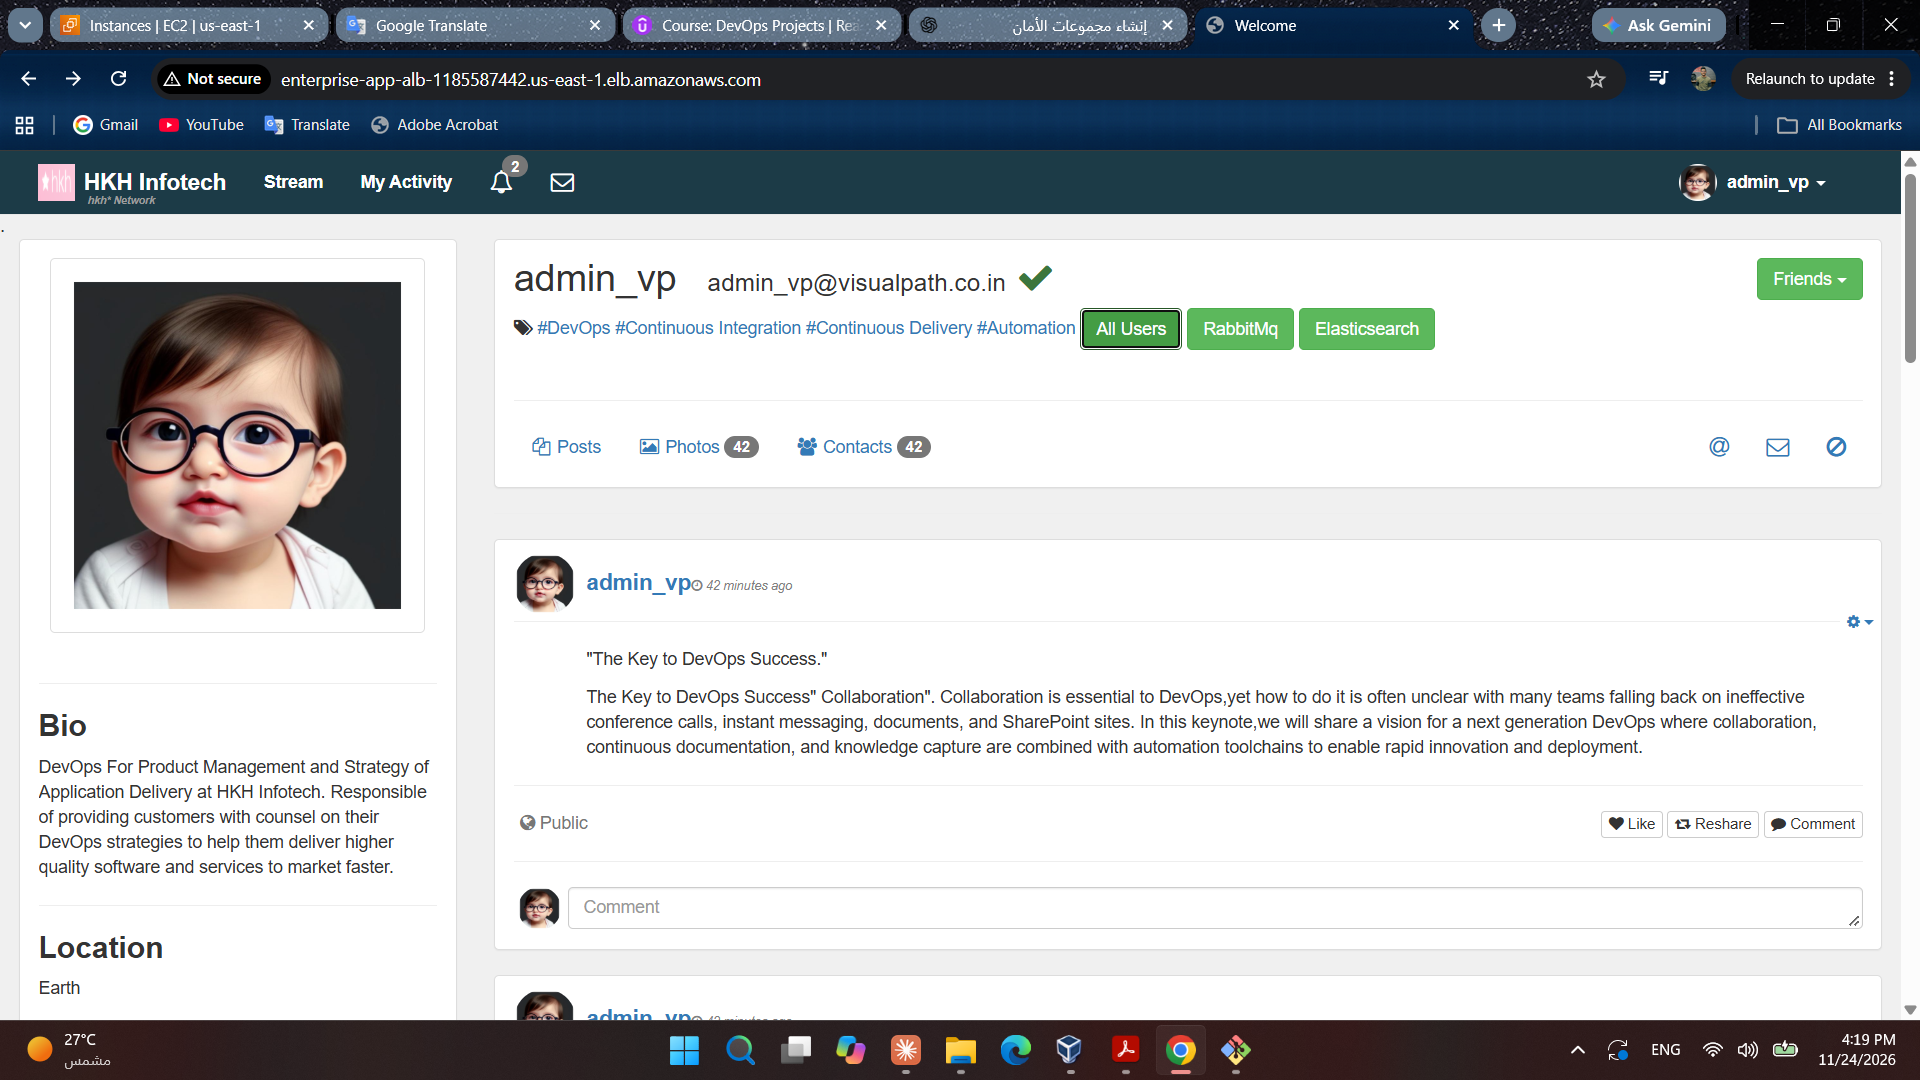 Instances | EC2 | us-east-1
Google Translate
Course: DevOps Projects | Rea
إنشاء مجموعات الأمان
Welcome
Ask Gemini
Not secure
enterprise-app-alb-1185587442.us-east-1.elb.amazonaws.com
Relaunch to update
Gmail
YouTube
Translate
Adobe Acrobat
All Bookmarks
hkh
HKH Infotech
hkh* Network
Stream
My Activity
2
admin_vp
.
admin_vp admin_vp@visualpath.co.in
Friends
#DevOps #Continuous Integration #Continuous Delivery #Automation All Users RabbitMq Elasticsearch
Posts
Photos 42
Contacts 42
@
admin_vp 42 minutes ago
"The Key to DevOps Success."
The Key to DevOps Success" Collaboration". Collaboration is essential to DevOps,yet how to do it is often unclear with many teams falling back on ineffective
conference calls, instant messaging, documents, and SharePoint sites. In this keynote,we will share a vision for a next generation DevOps where collaboration,
continuous documentation, and knowledge capture are combined with automation toolchains to enable rapid innovation and deployment.
Public
Like
Reshare
Comment
Comment
admin_vp 42 minutes ago
Bio
DevOps For Product Management and Strategy of
Application Delivery at HKH Infotech. Responsible
of providing customers with counsel on their
DevOps strategies to help them deliver higher
quality software and services to market faster.
Location
Earth
27°C
مشمس
ENG
4:19 PM
11/24/2026